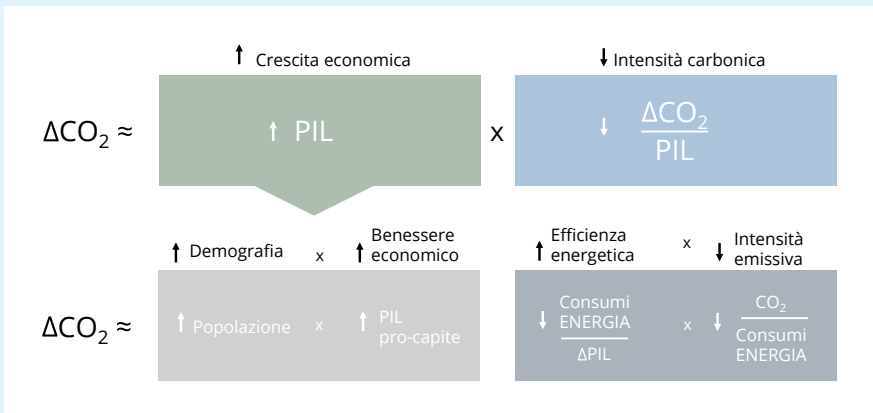 ↑ Crescita economica
↓ Intensità carbonica
ΔCO₂ ≈
↑ PIL
x
↓ ΔCO₂
PIL
↑ Demografia x ↑ Benessere
economico
↑ Efficienza
energetica
x
↓ Intensità
emissiva
ΔCO₂ ≈
↑ Popolazione x ↑ PIL
pro-capite
↓ Consumi
ENERGIA
ΔPIL
x
↓ CO₂
Consumi
ENERGIA